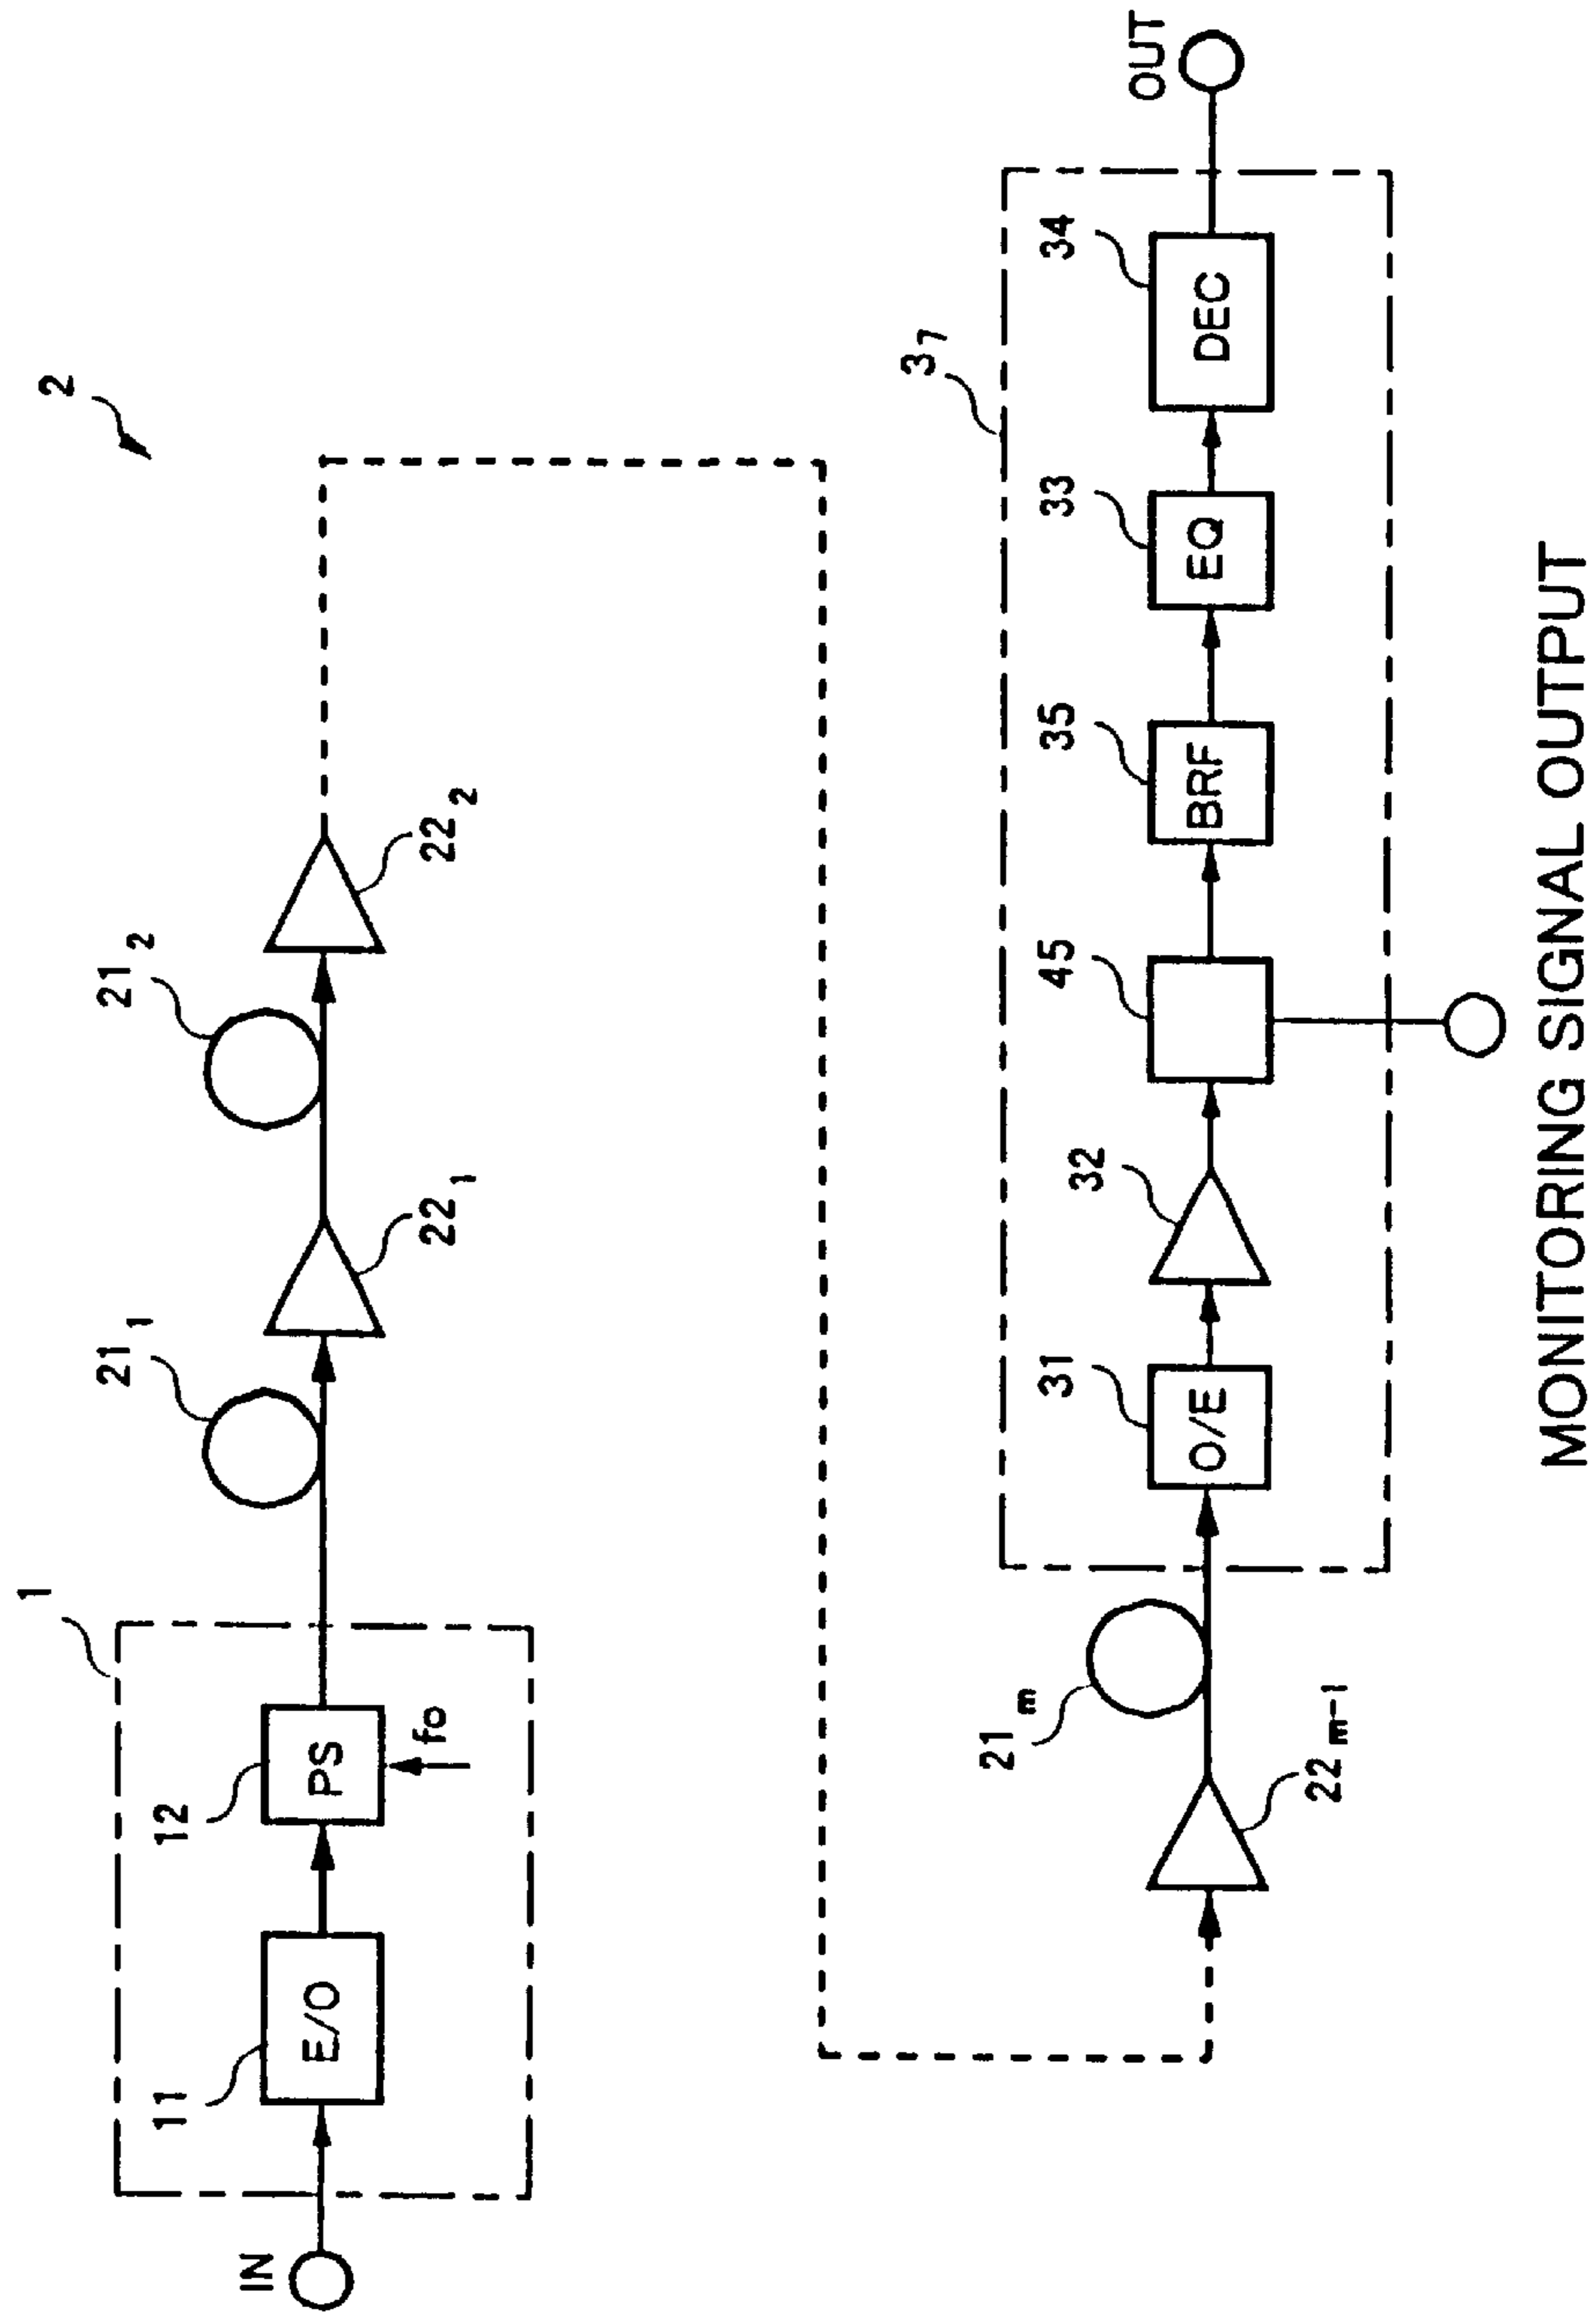 2
1
11
12
21 1
21 2
IN
E/O
PS
fo
22 1
22 2
3 7
21 m
31
32
45
35
33
34
OUT
O/E
BRF
EQ
DEC
22 m-1
MONITORING SIGNAL OUTPUT